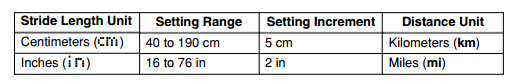 Stride Length Unit Setting Range Setting Increment Distance Unit
Centimeters (cm) 40 to 190 cm 5 cm Kilometers (km)
Inches (in) 16 to 76 in 2 in Miles (mi)